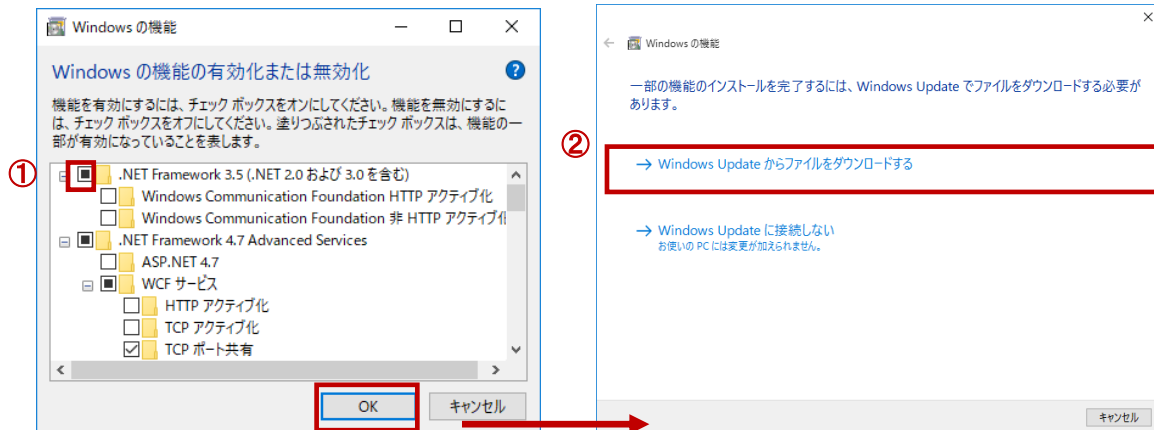 Windows の機能
Windows の機能の有効化または無効化
機能を有効にするには、チェック ボックスをオンにしてください。機能を無効にするに
は、チェック ボックスをオフにしてください。塗りつぶされたチェック ボックスは、機能の一
部が有効になっていることを表します。
①
.NET Framework 3.5 (.NET 2.0 および 3.0 を含む)
Windows Communication Foundation HTTP アクティブ化
Windows Communication Foundation 非 HTTP アクティブ化
.NET Framework 4.7 Advanced Services
ASP.NET 4.7
WCF サービス
HTTP アクティブ化
TCP アクティブ化
TCP ポート共有
OK
キャンセル
Windows の機能
一部の機能のインストールを完了するには、Windows Update でファイルをダウンロードする必要が
あります。
②
→ Windows Update からファイルをダウンロードする
→ Windows Update に接続しない
お使いの PC には変更が加えられません。
キャンセル